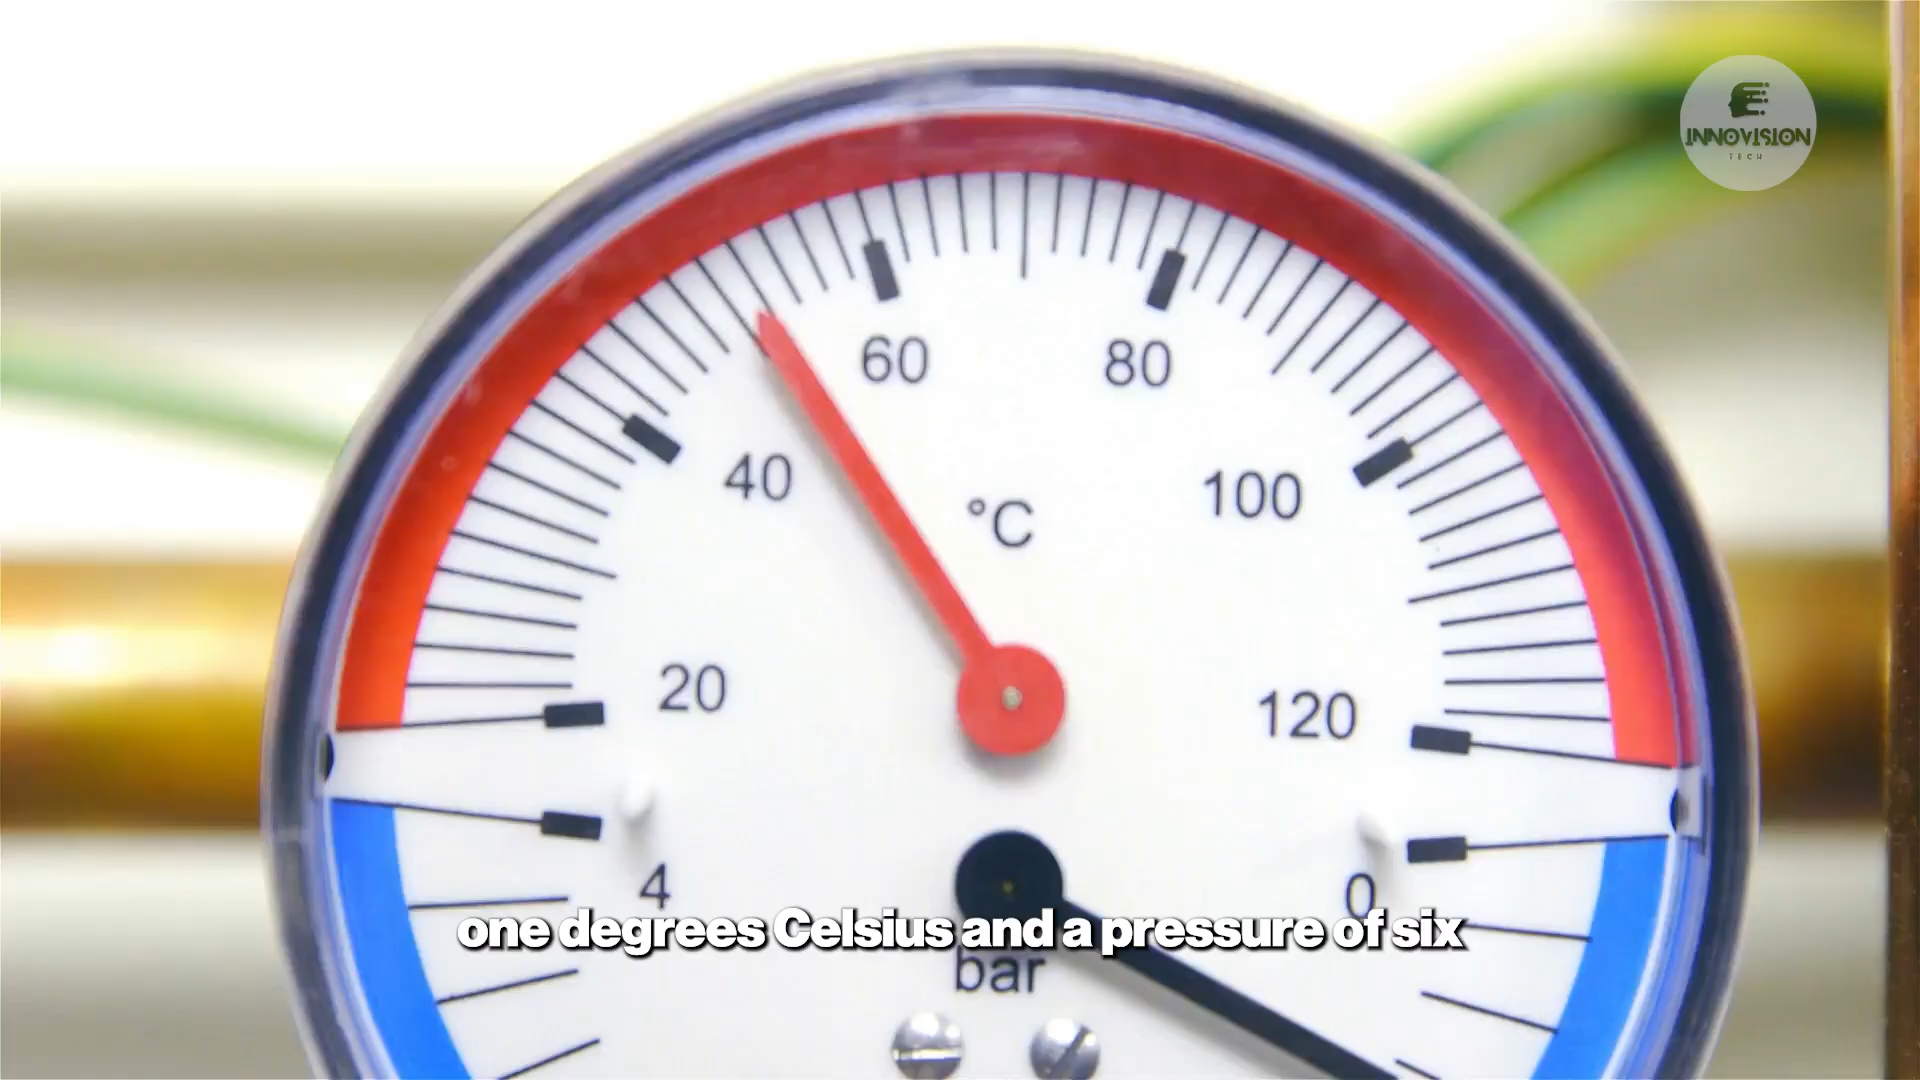 INNOVISION
TECH
60
80
40
100
°C
20
120
4
0
one degrees Celsius and a pressure of six
bar